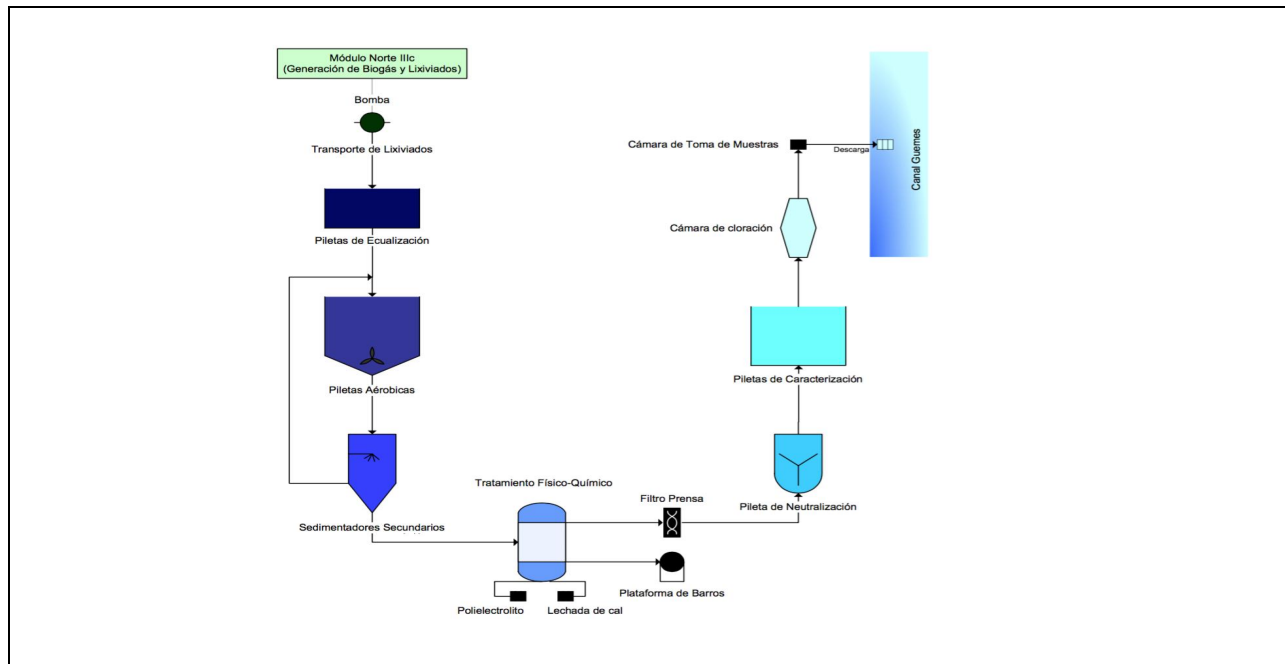 Módulo Norte IIIc
(Generación de Biogás y Lixiviados)
Bomba
Transporte de Lixiviados
Piletas de Ecualización
Piletas Aérobicas
Sedimentadores Secundarios
Tratamiento Físico-Químico
Polielectrolito
Lechada de cal
Filtro Prensa
Plataforma de Barros
Pileta de Neutralización
Piletas de Caracterización
Cámara de cloración
Cámara de Toma de Muestras
Descarga
Canal Guemes